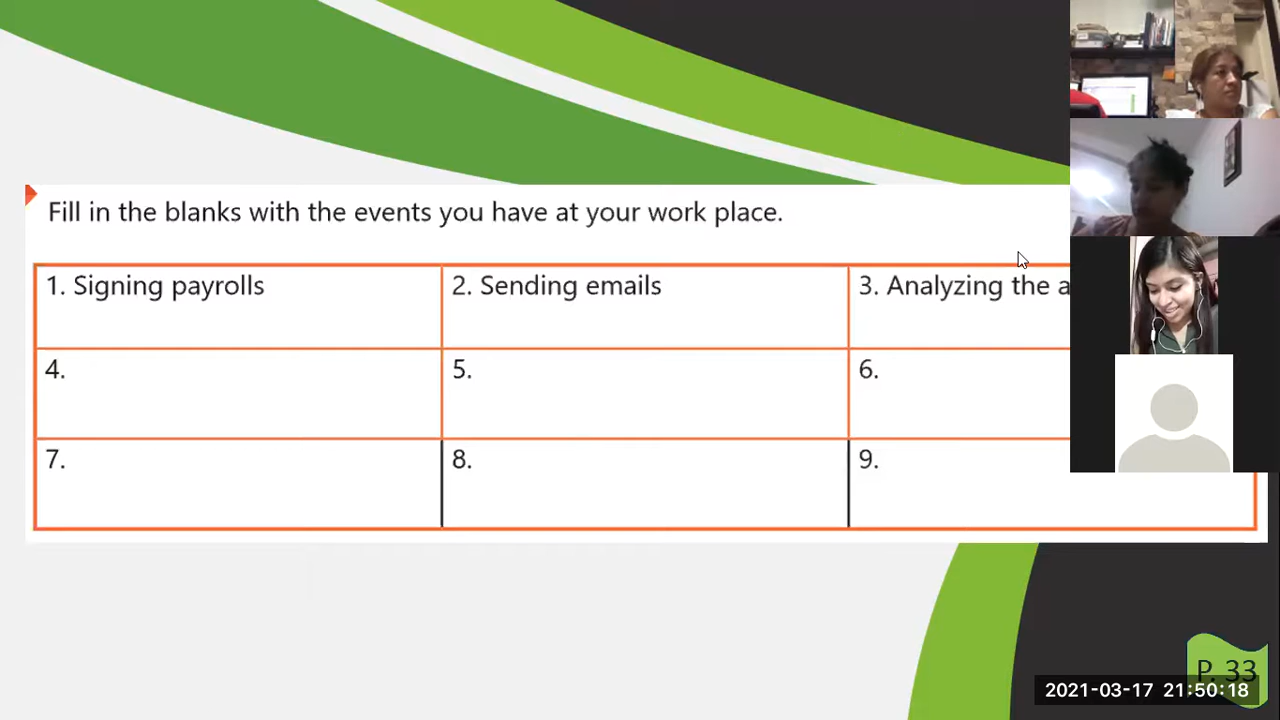 Fill in the blanks with the events you have at your work place.
1. Signing payrolls
2. Sending emails
3. Analyzing the a
4.
5.
6.
7.
8.
9.
P. 33
2021-03-17 21:50:18